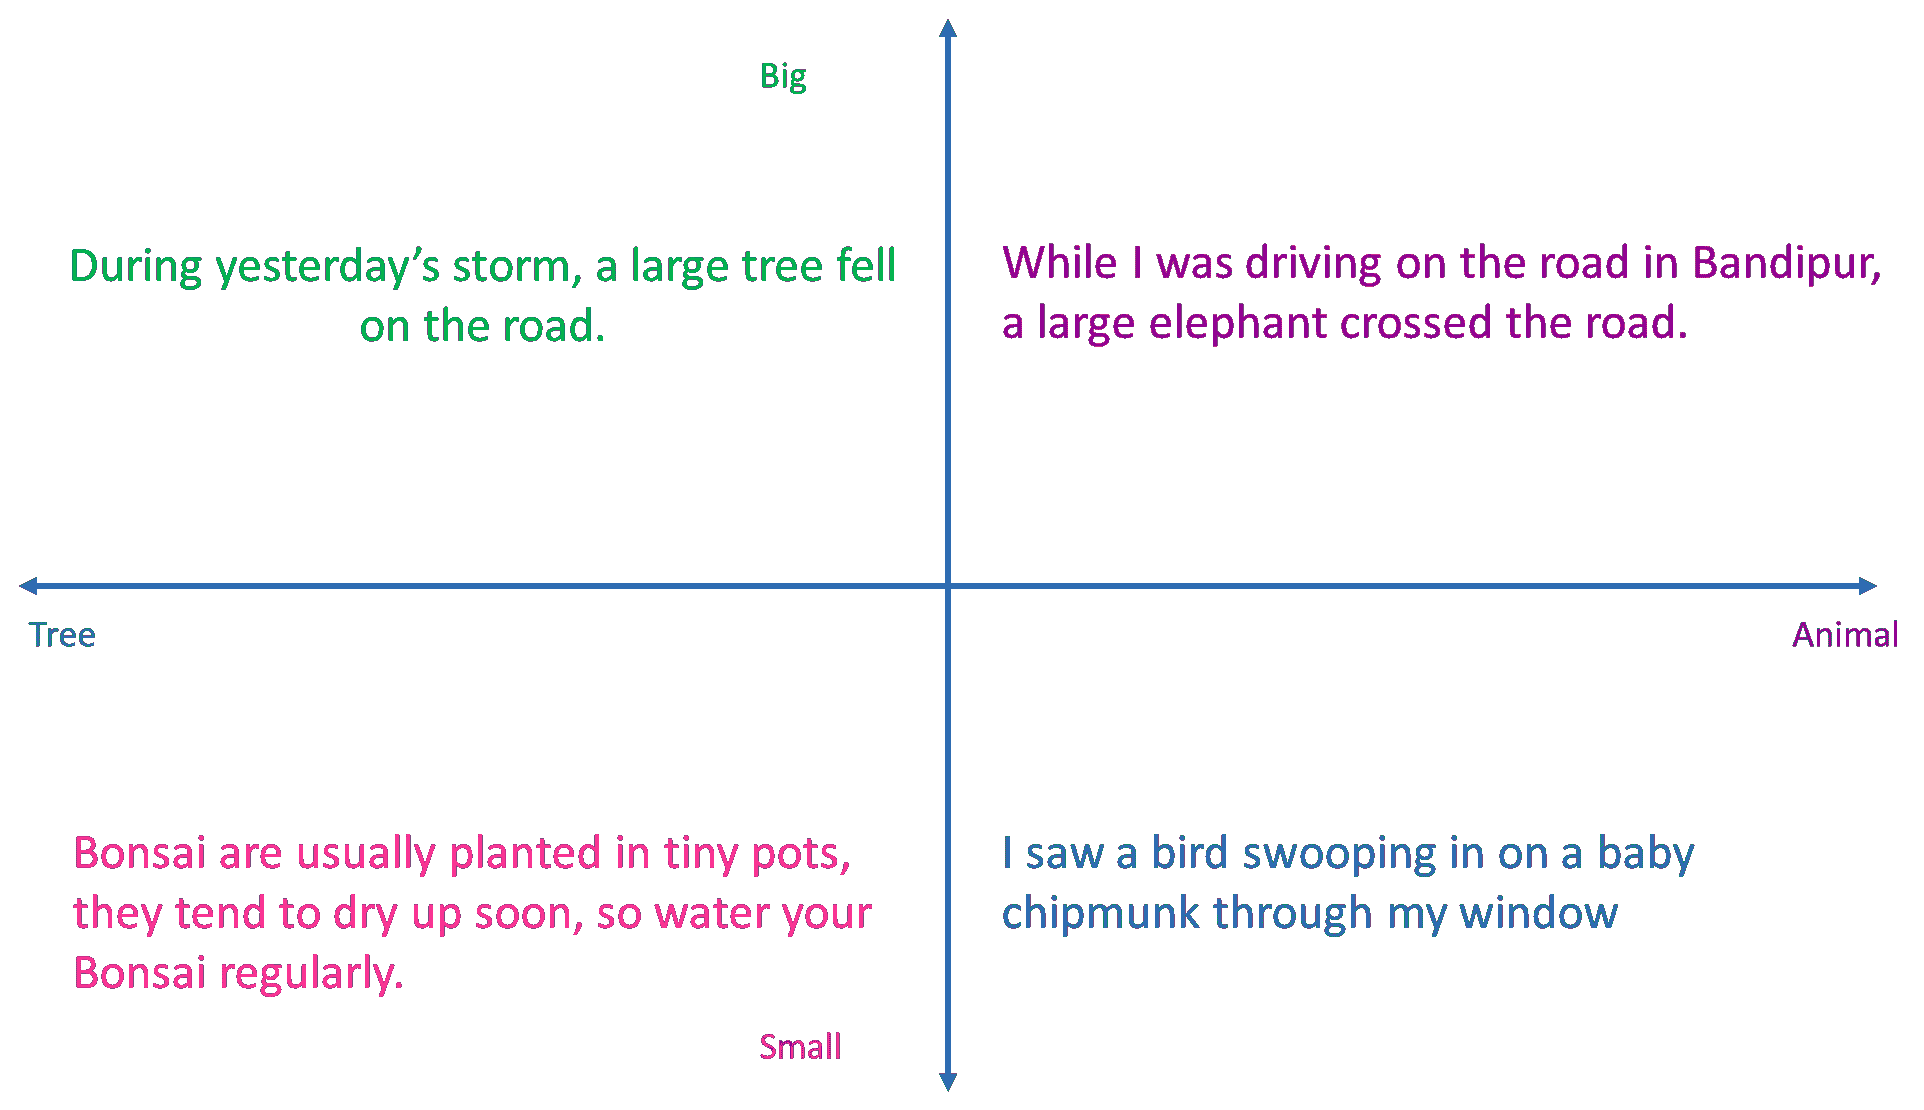 Big
During yesterday’s storm, a large tree fell
on the road.
While I was driving on the road in Bandipur,
a large elephant crossed the road.
Tree
Animal
Bonsai are usually planted in tiny pots,
they tend to dry up soon, so water your
Bonsai regularly.
I saw a bird swooping in on a baby
chipmunk through my window
Small